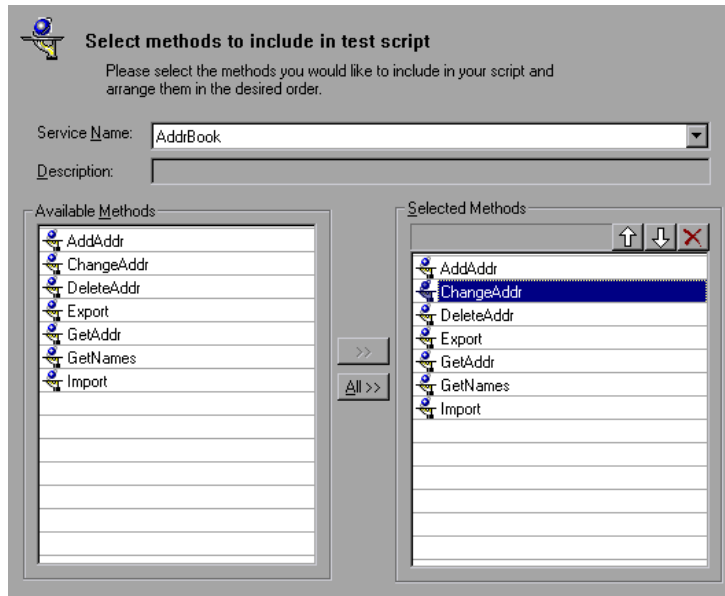 Select methods to include in test script
Please select the methods you would like to include in your script and
arrange them in the desired order.
Service Name:
AddrBook
Description:
Available Methods
AddAddr
ChangeAddr
DeleteAddr
Export
GetAddr
GetNames
Import
>>
All >>
Selected Methods
AddAddr
ChangeAddr
DeleteAddr
Export
GetAddr
GetNames
Import